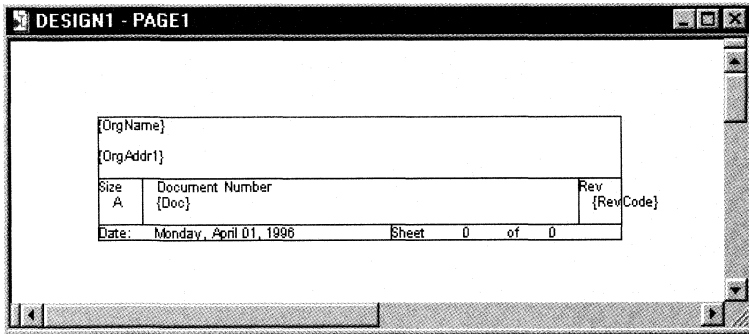 DESIGN1 - PAGE1
{OrgName}
{OrgAddr1}
Size Document Number Rev
A {Doc} {RevCode}
Date: Monday, April 01, 1996 Sheet 0 of 0